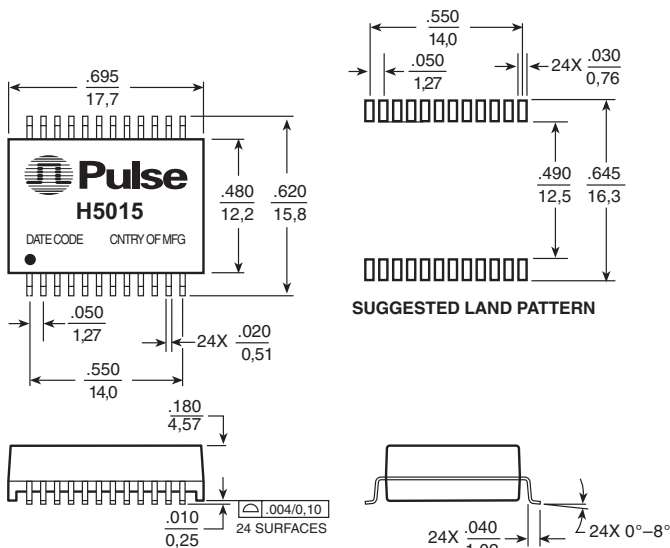 .695
17,7
Pulse
H5015
DATE CODE CNTRY OF MFG
.480
12,2
.620
15,8
.050
1,27
24X .020
0,51
.550
14,0
.550
14,0
.050
1,27
24X .030
0,76
.490
12,5
.645
16,3
SUGGESTED LAND PATTERN
.180
4,57
.010
0,25
.004/0,10
24 SURFACES
24X .040
24X 0°–8°